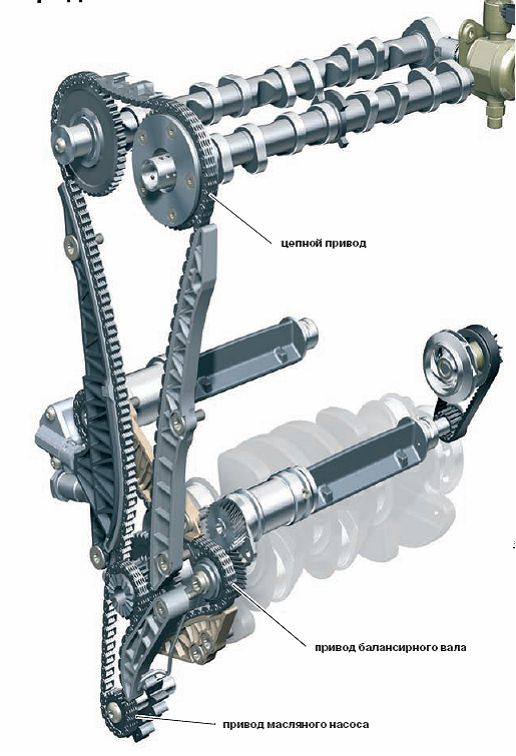 цепной привод
привод балансирного вала
привод масляного насоса